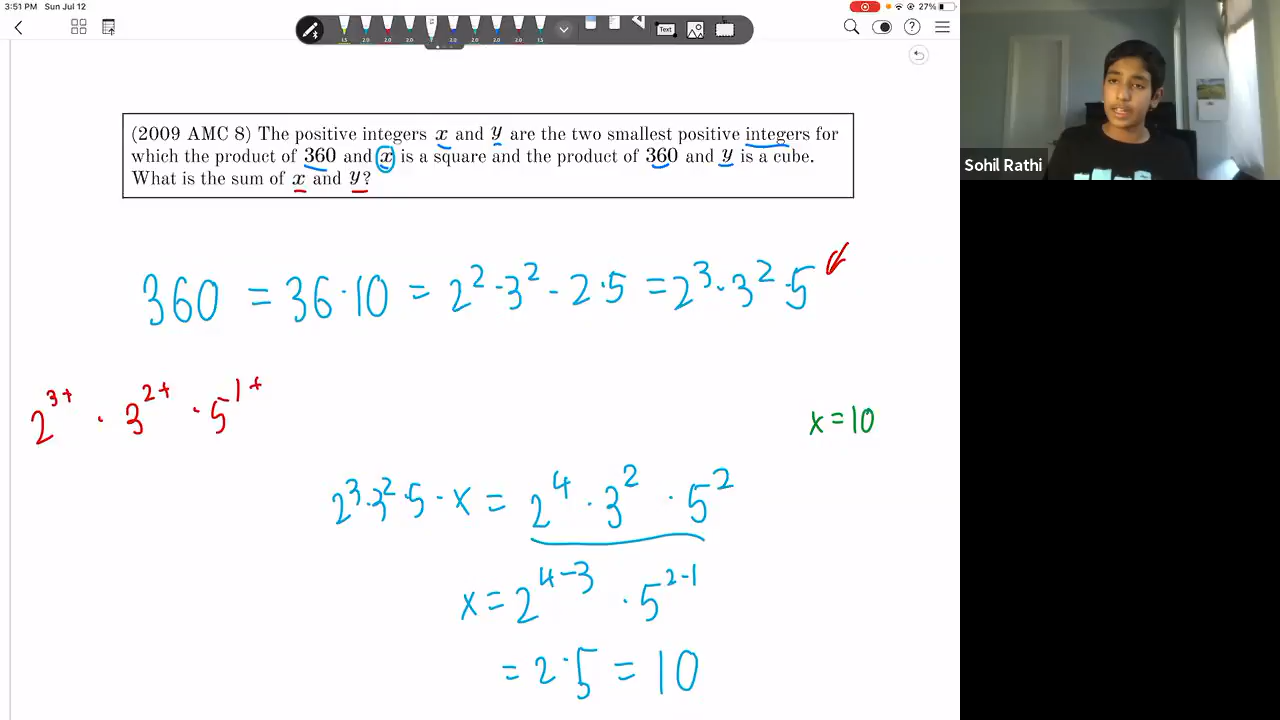 3:51 PM Sun Jul 12
27%
Text
(2009 AMC 8) The positive integers x and y are the two smallest positive integers for
which the product of 360 and x is a square and the product of 360 and y is a cube.
What is the sum of x and y?
Sohil Rathi
360 = 36 · 10 = 2² · 3² · 2 · 5 = 2³ · 3² · 5
2³⁺ · 3²⁺ · 5¹⁺
x = 10
2³ · 3² · 5 · x = 2⁴ · 3² · 5²
x = 2⁴⁻³ · 5²⁻¹
= 2 · 5 = 10